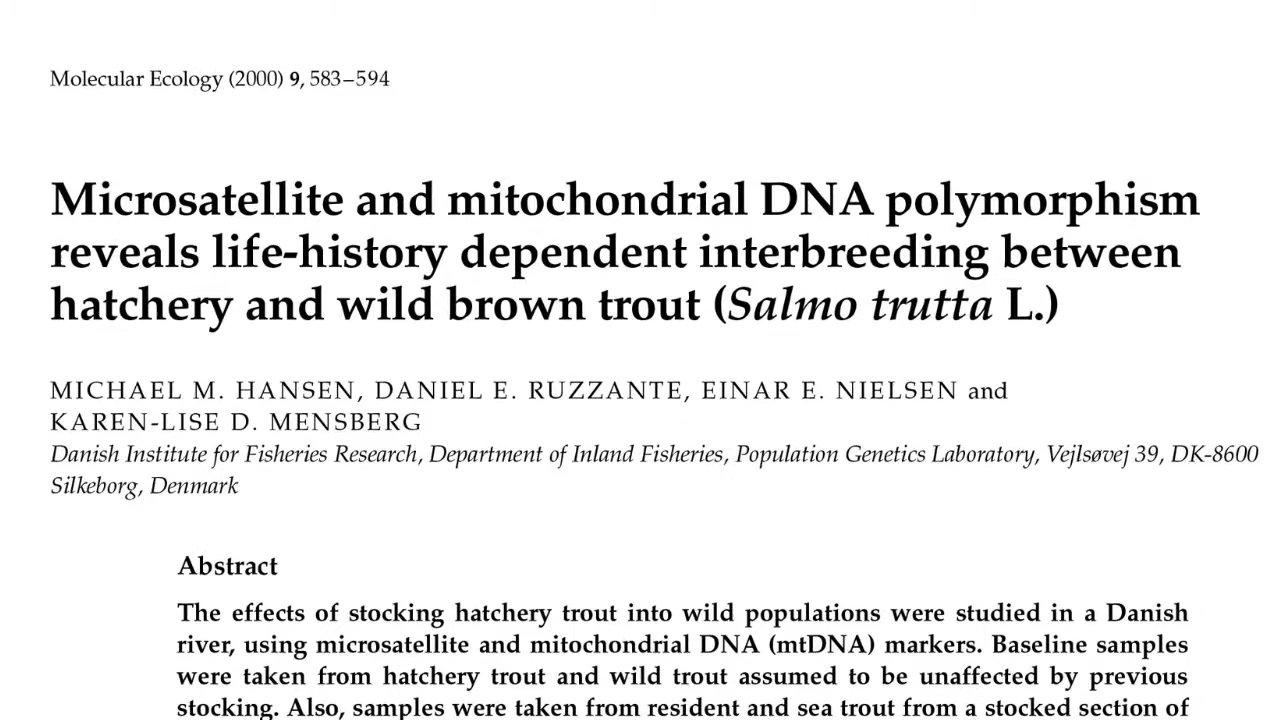 Molecular Ecology (2000) 9, 583–594
Microsatellite and mitochondrial DNA polymorphism
reveals life-history dependent interbreeding between
hatchery and wild brown trout (Salmo trutta L.)
MICHAEL M. HANSEN, DANIEL E. RUZZANTE, EINAR E. NIELSEN and
KAREN-LISE D. MENSBERG
Danish Institute for Fisheries Research, Department of Inland Fisheries, Population Genetics Laboratory, Vejlsøvej 39, DK-8600
Silkeborg, Denmark
Abstract
The effects of stocking hatchery trout into wild populations were studied in a Danish
river, using microsatellite and mitochondrial DNA (mtDNA) markers. Baseline samples
were taken from hatchery trout and wild trout assumed to be unaffected by previous
stocking. Also, samples were taken from resident and sea trout from a stocked section of